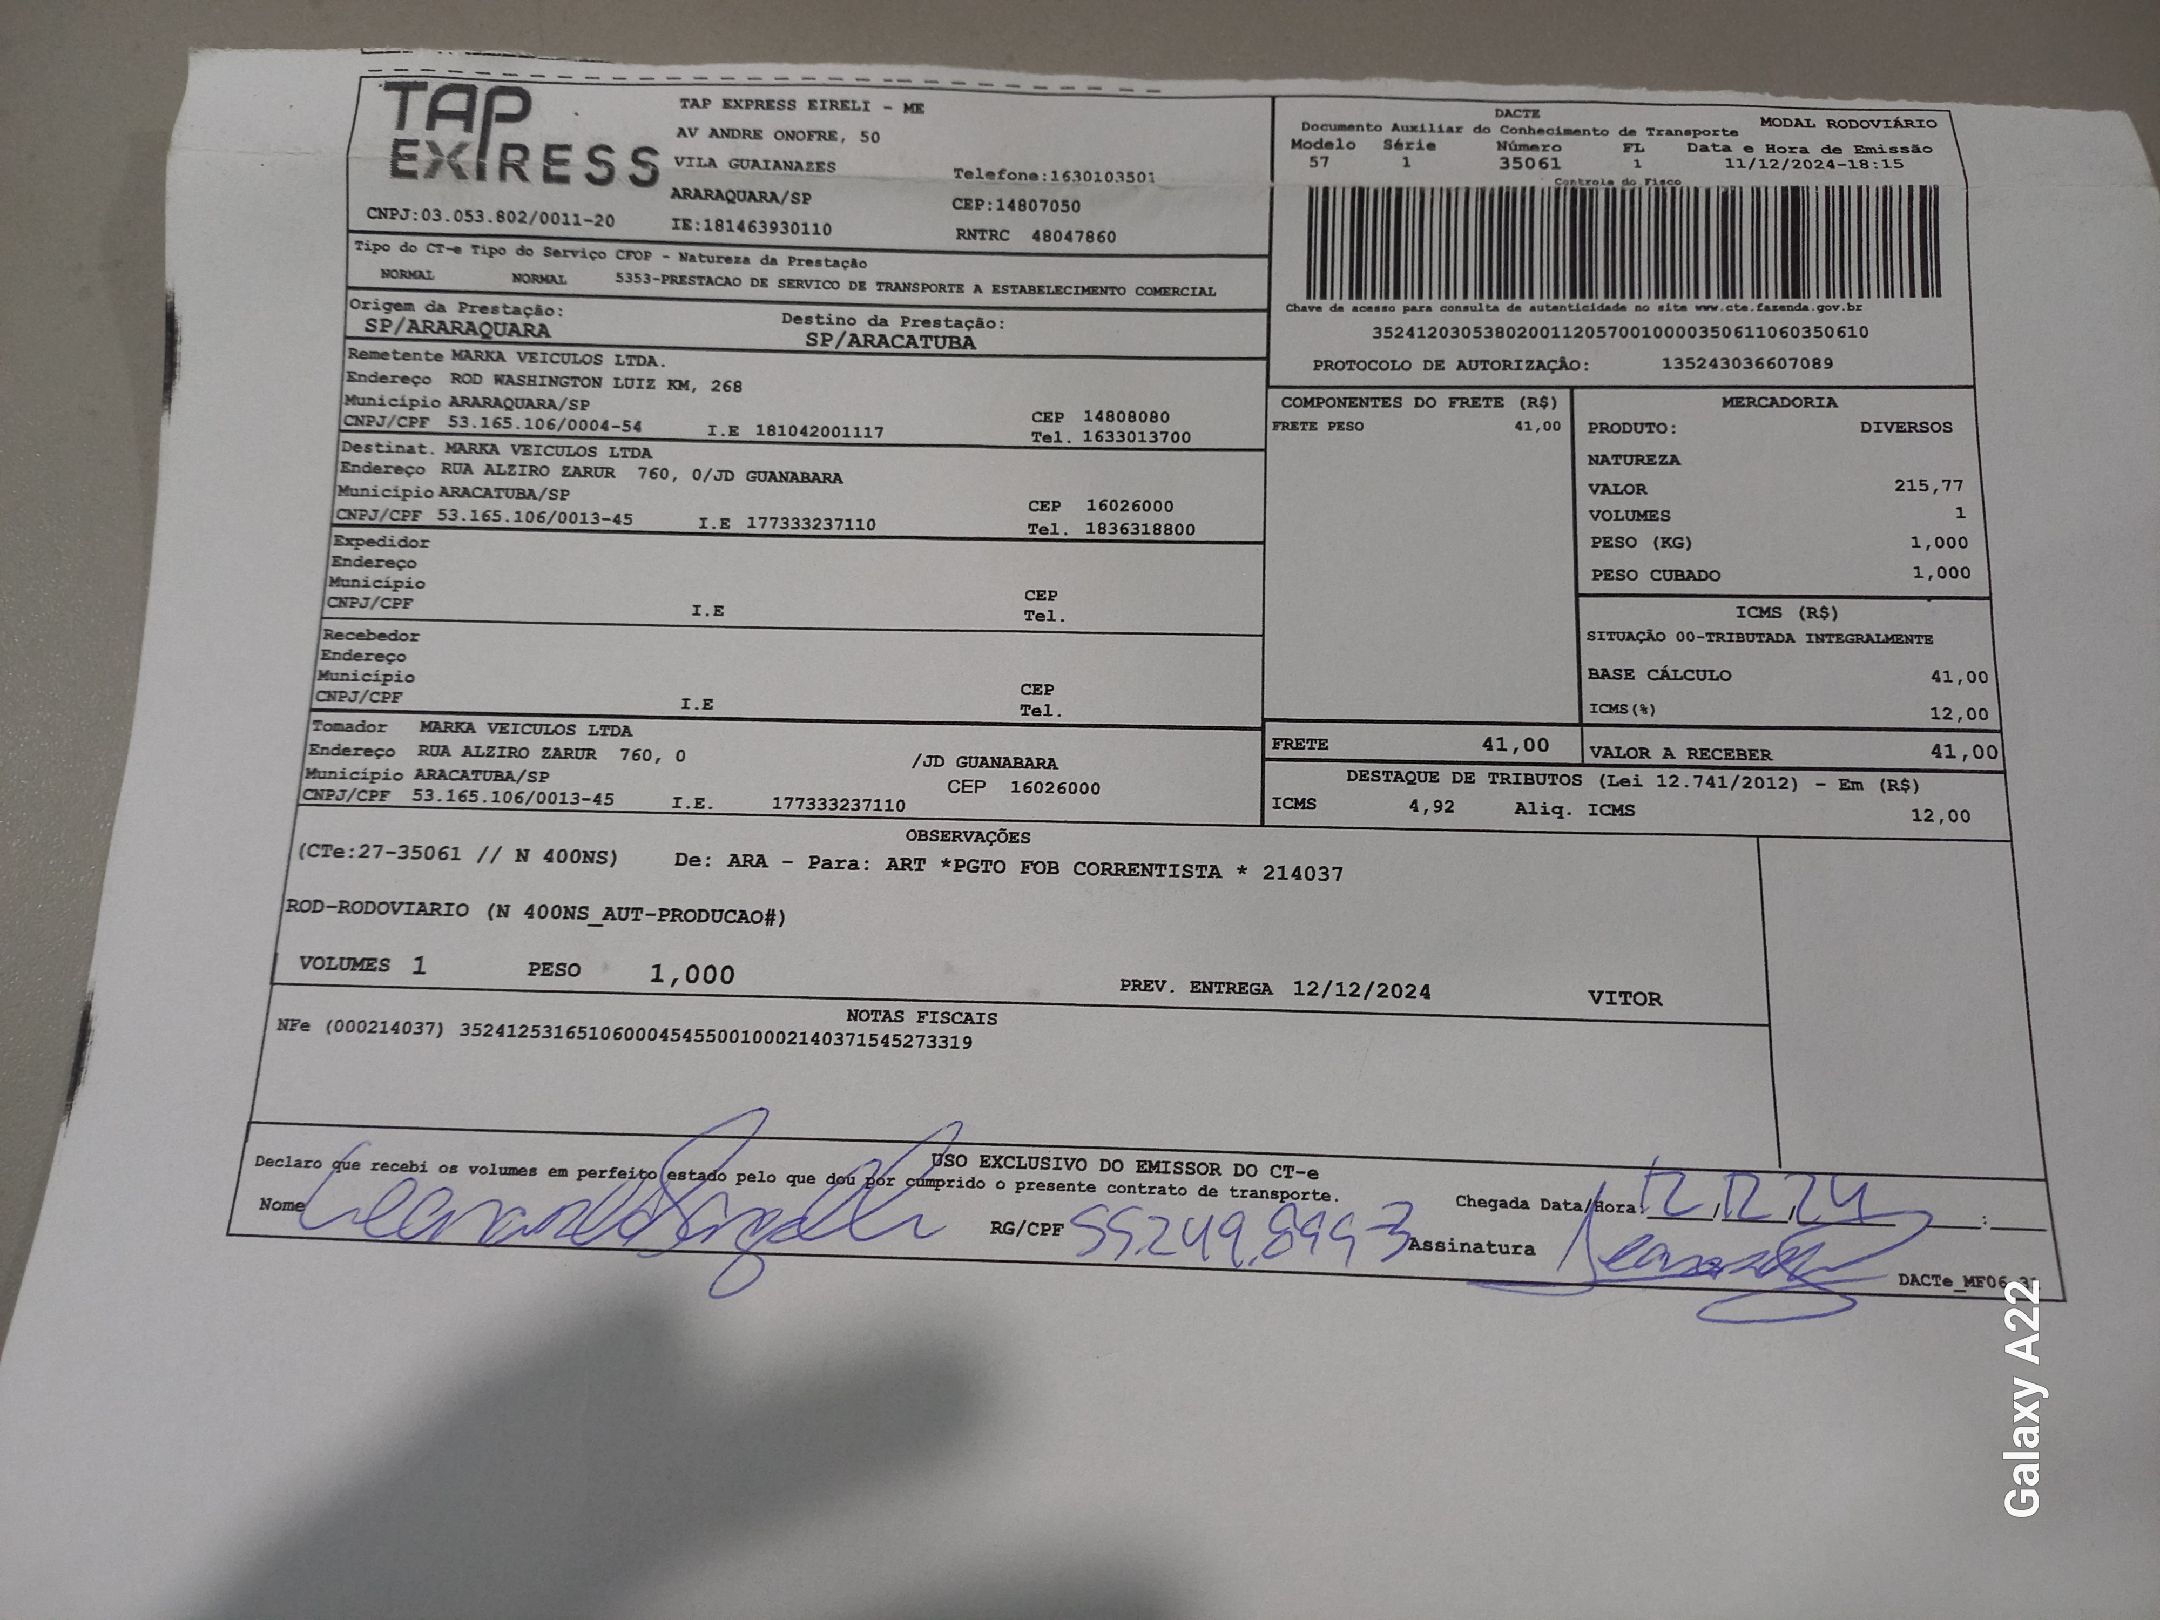 TAP EXPRESS
TAP EXPRESS EIRELI - ME
AV ANDRE ONOFRE, 50
VILA GUAIANAZES
Telefone:1630103501
ARARAQUARA/SP
CEP:14807050
CNPJ:03.053.802/0011-20
IE:181463930110
RNTRC 48047860
DACTE
Documento Auxiliar do Conhecimento de Transporte
MODAL RODOVIÁRIO
Modelo Série Número FL Data e Hora de Emissão
57 1 35061 1 11/12/2024-18:15
Controle do Fisco
Chave de acesso para consulta de autenticidade no site www.cte.fazenda.gov.br
35241203053802001120570010000350611060350610
PROTOCOLO DE AUTORIZAÇÃO: 135243036607089
Tipo do CT-e Tipo do Serviço CFOP - Natureza da Prestação
NORMAL NORMAL 5353-PRESTACAO DE SERVICO DE TRANSPORTE A ESTABELECIMENTO COMERCIAL
Origem da Prestação: Destino da Prestação:
SP/ARARAQUARA SP/ARACATUBA
Remetente MARKA VEICULOS LTDA.
Endereço ROD WASHINGTON LUIZ KM, 268
Município ARARAQUARA/SP CEP 14808080
CNPJ/CPF 53.165.106/0004-54 I.E 181042001117 Tel. 1633013700
Destinat. MARKA VEICULOS LTDA
Endereço RUA ALZIRO ZARUR 760, 0/JD GUANABARA
Município ARACATUBA/SP CEP 16026000
CNPJ/CPF 53.165.106/0013-45 I.E 177333237110 Tel. 1836318800
Expedidor
Endereço
Município CEP
CNPJ/CPF I.E Tel.
Recebedor
Endereço
Município CEP
CNPJ/CPF I.E Tel.
Tomador MARKA VEICULOS LTDA
Endereço RUA ALZIRO ZARUR 760, 0 /JD GUANABARA
Município ARACATUBA/SP CEP 16026000
CNPJ/CPF 53.165.106/0013-45 I.E. 177333237110
COMPONENTES DO FRETE (R$)
FRETE PESO 41,00
MERCADORIA
PRODUTO: DIVERSOS
NATUREZA
VALOR 215,77
VOLUMES 1
PESO (KG) 1,000
PESO CUBADO 1,000
ICMS (R$)
SITUAÇÃO 00-TRIBUTADA INTEGRALMENTE
BASE CÁLCULO 41,00
ICMS(%) 12,00
FRETE 41,00 VALOR A RECEBER 41,00
DESTAQUE DE TRIBUTOS (Lei 12.741/2012) - Em (R$)
ICMS 4,92 Aliq. ICMS 12,00
OBSERVAÇÕES
(CTe:27-35061 // N 400NS) De: ARA - Para: ART *PGTO FOB CORRENTISTA * 214037
ROD-RODOVIARIO (N 400NS_AUT-PRODUCAO#)
VOLUMES 1 PESO 1,000 PREV. ENTREGA 12/12/2024 VITOR
NOTAS FISCAIS
NFe (000214037) 35241253165106000454550010002140371545273319
USO EXCLUSIVO DO EMISSOR DO CT-e
Declaro que recebi os volumes em perfeito estado pelo que dou por cumprido o presente contrato de transporte.
Chegada Data/Hora: 12/12/24 :
Nome RG/CPF 55.249.899-3 Assinatura
DACTe_MF06
Galaxy A22